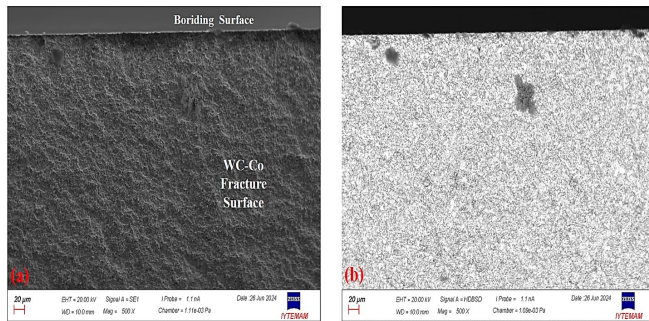 Boriding Surface
WC-Co
Fracture
Surface
(a)
20 µm
EHT = 20.00 kV
Signal A = SE1
I Probe = 1.1 nA
Date :26 Jun 2024
WD = 10.0 mm
Mag = 500 X
Chamber = 1.11e-03 Pa
ZEISS
IYTEMAM
(b)
20 µm
EHT = 20.00 kV
Signal A = HDBSD
I Probe = 1.1 nA
Date :26 Jun 2024
WD = 10.0 mm
Mag = 500 X
Chamber = 1.09e-03 Pa
ZEISS
IYTEMAM